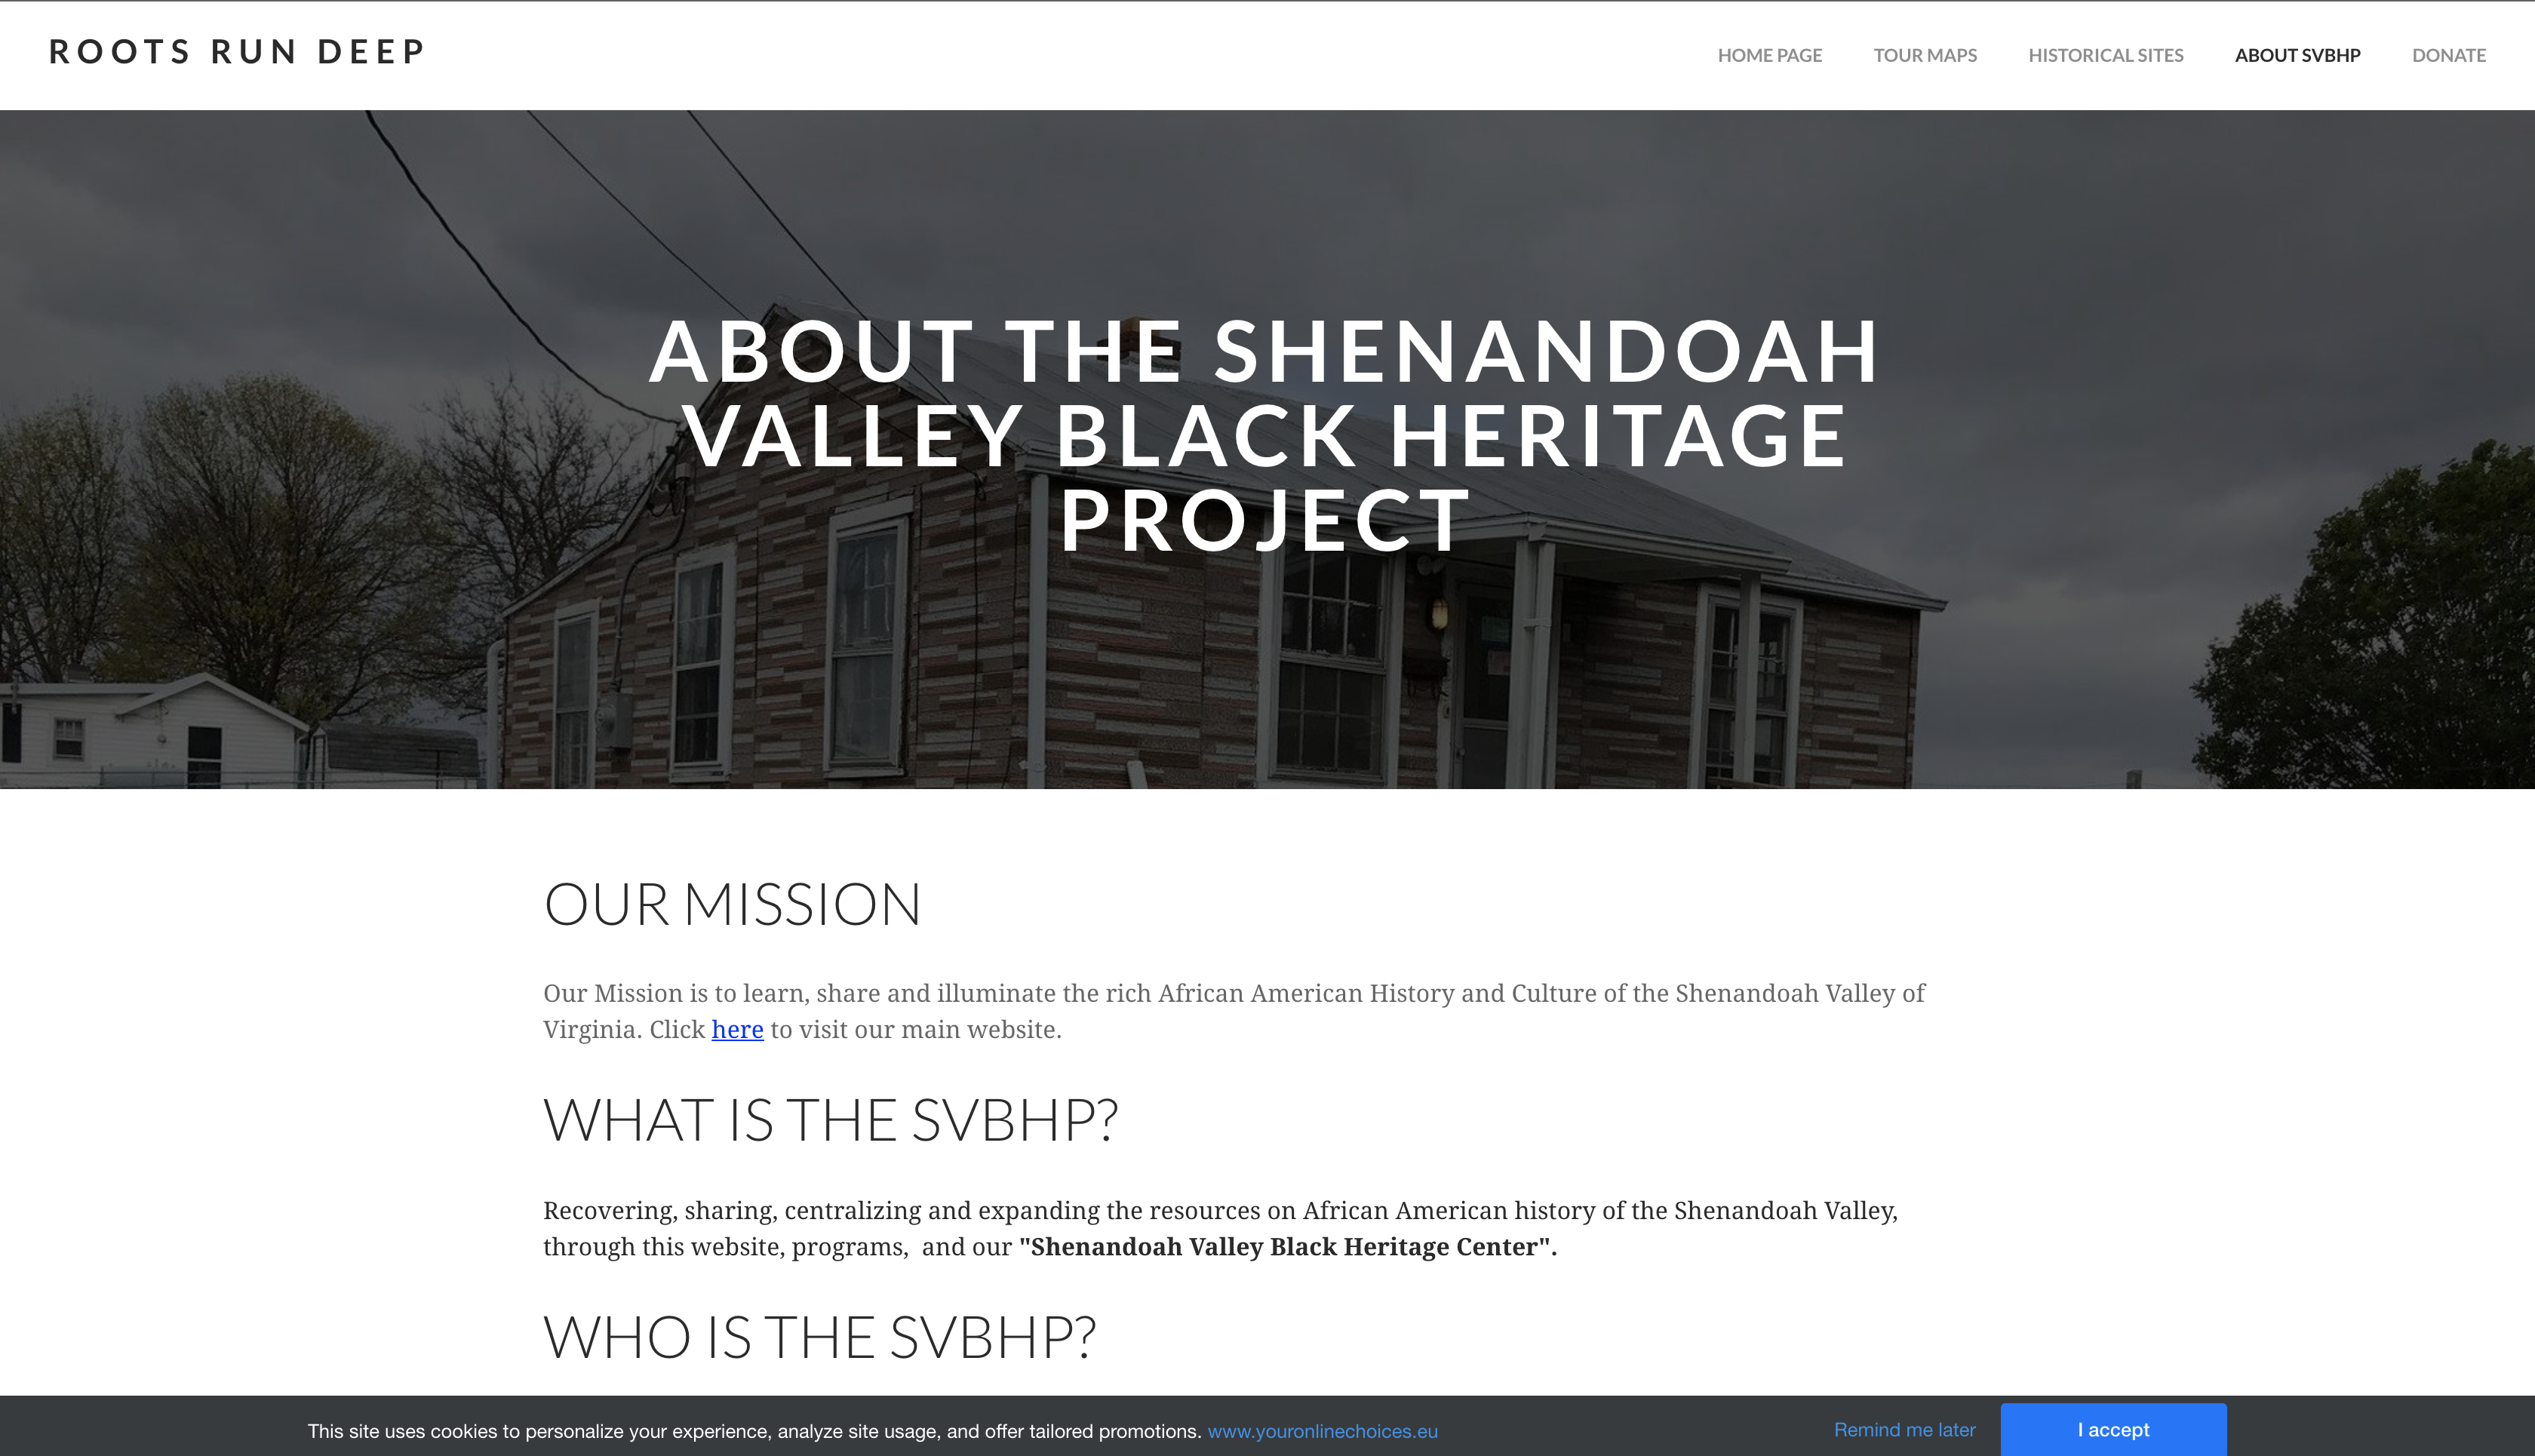 ROOTS RUN DEEP
HOME PAGE TOUR MAPS HISTORICAL SITES ABOUT SVBHP DONATE
ABOUT THE SHENANDOAH
VALLEY BLACK HERITAGE
PROJECT
OUR MISSION
Our Mission is to learn, share and illuminate the rich African American History and Culture of the Shenandoah Valley of
Virginia. Click here to visit our main website.
WHAT IS THE SVBHP?
Recovering, sharing, centralizing and expanding the resources on African American history of the Shenandoah Valley,
through this website, programs,  and our "Shenandoah Valley Black Heritage Center".
WHO IS THE SVBHP?
This site uses cookies to personalize your experience, analyze site usage, and offer tailored promotions. www.youronlinechoices.eu
Remind me later
I accept